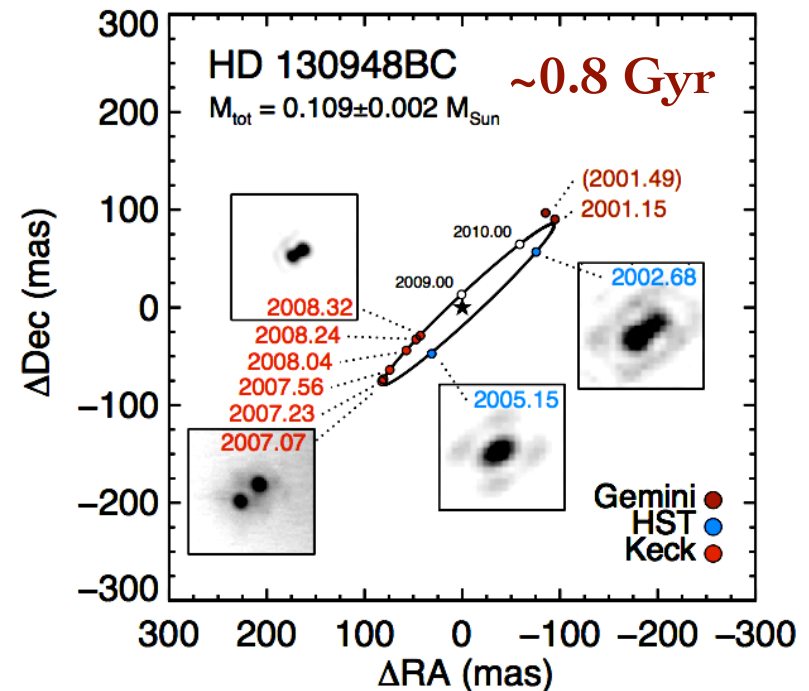 HD 130948BC
~0.8 Gyr
Mtot = 0.109±0.002 MSun
300
200
100
0
−100
−200
−300
ΔDec (mas)
(2001.49)
2001.15
2010.00
2002.68
2009.00
2008.32
2008.24
2008.04
2007.56
2007.23
2007.07
2005.15
Gemini
HST
Keck
300 200 100 0 −100 −200 −300
ΔRA (mas)